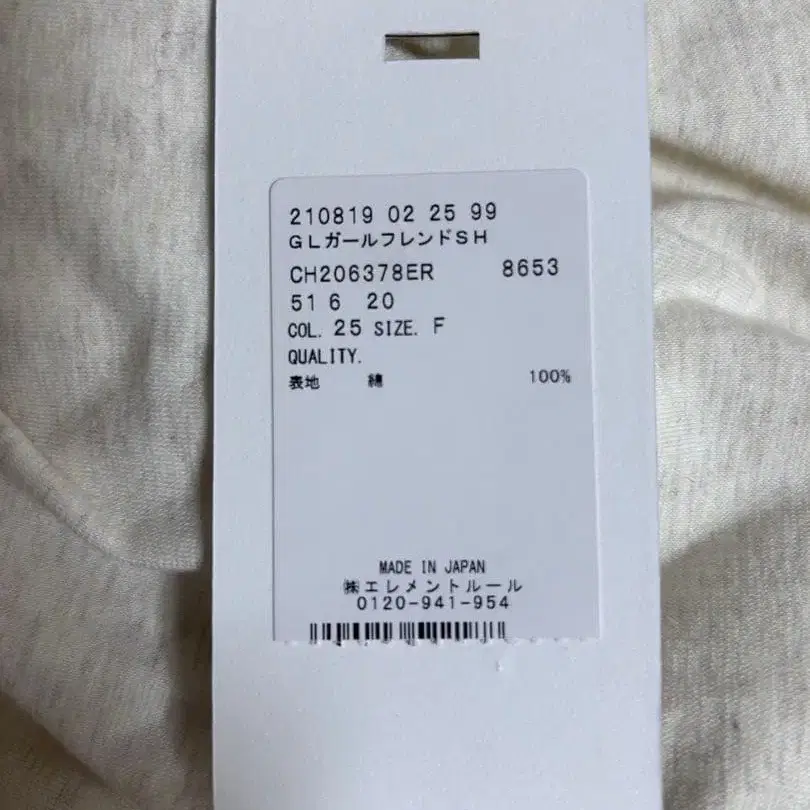 210819 02 25 99
GLガールフレンドSH
CH206378ER 8653
51 6 20
COL. 25 SIZE. F
QUALITY.
表地 綿 100%
MADE IN JAPAN
㈱エレメントルール
0120-941-954